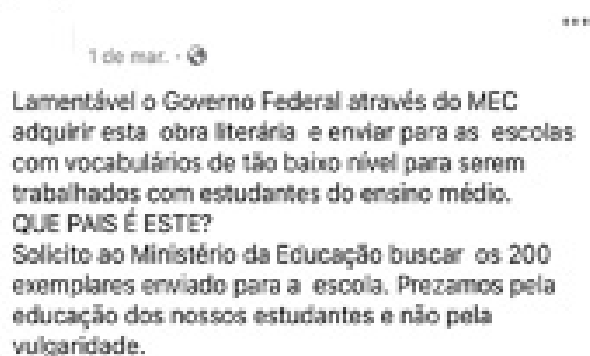 1 de mar. ·
Lamentável o Governo Federal através do MEC
adquirir esta obra literária e enviar para as escolas
com vocabulários de tão baixo nível para serem
trabalhados com estudantes do ensino médio.
QUE PAIS É ESTE?
Solicito ao Ministério da Educação buscar os 200
exemplares enviado para a escola. Prezamos pela
educação dos nossos estudantes e não pela
vulgaridade.